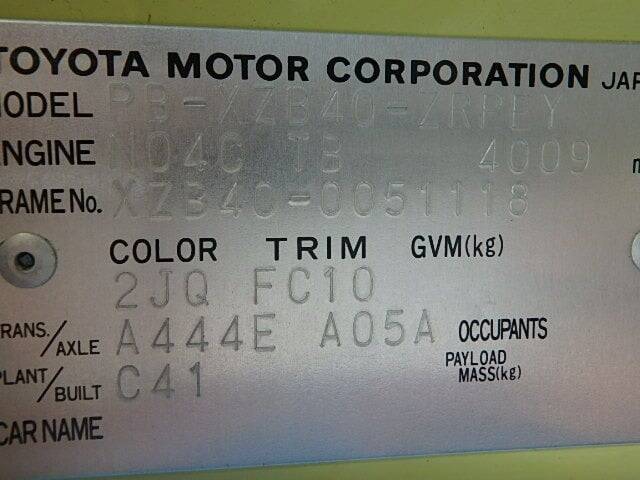 TOYOTA MOTOR CORPORATION JAP
MODEL PB-XZB40-ZRPEY
ENGINE N04C TB 4009 m
FRAME No. XZB40-0051118
COLOR TRIM GVM(kg)
2JQ FC10
TRANS./AXLE A444E A05A OCCUPANTS
PAYLOAD
MASS(kg)
PLANT/BUILT C41
CAR NAME